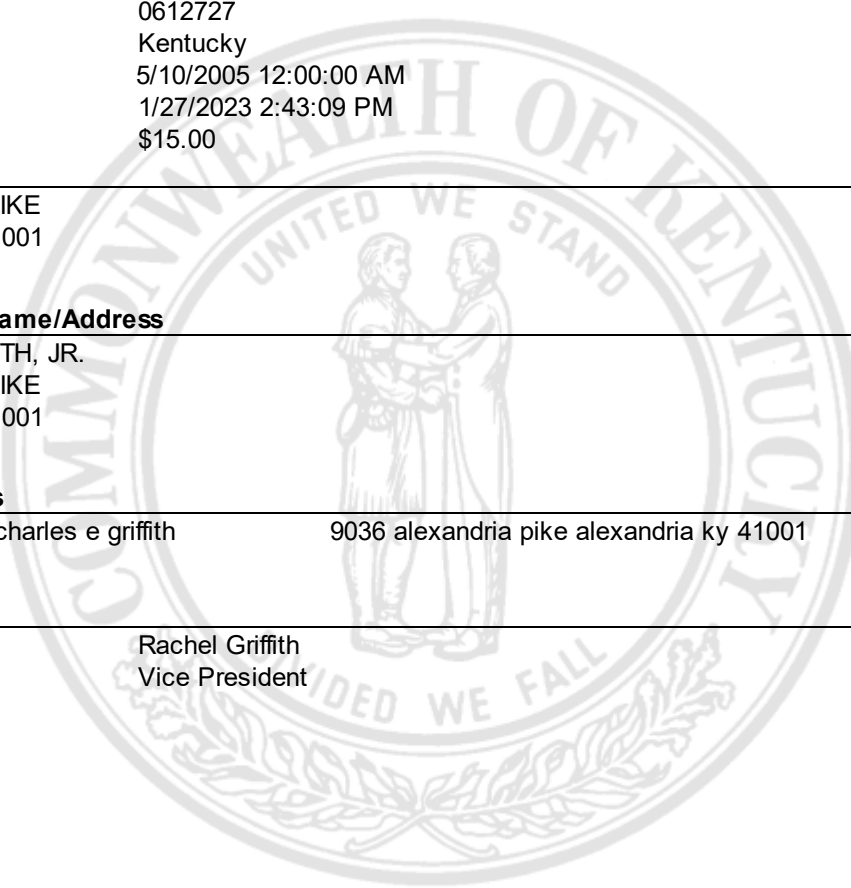 0612727
Kentucky
5/10/2005 12:00:00 AM
1/27/2023 2:43:09 PM
$15.00
IKE
001
ame/Address
TH, JR.
IKE
001
s
charles e griffith 9036 alexandria pike alexandria ky 41001
Rachel Griffith
Vice President
COMMONWEALTH OF KENTUCKY
UNITED WE STAND
DIVIDED WE FALL